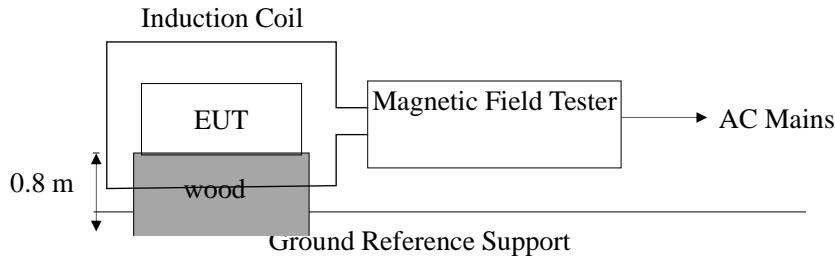 Induction Coil
EUT
Magnetic Field Tester
AC Mains
0.8 m
wood
Ground Reference Support